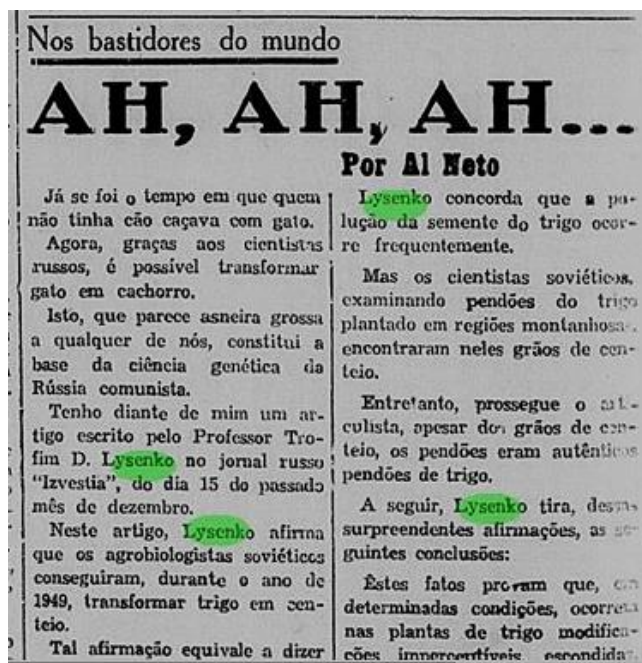 Nos bastidores do mundo
AH, AH, AH...
Por Al Neto
Já se foi o tempo em que quem
não tinha cão caçava com gato.
Agora, graças aos cientistas
russos, é possível transformar
gato em cachorro.
Isto, que parece asneira grossa
a qualquer de nós, constitui a
base da ciência genética da
Rússia comunista.
Tenho diante de mim um ar-
tigo escrito pelo Professor Tro-
fim D. Lysenko no jornal russo
"Izvestia", do dia 15 do passado
mês de dezembro.
Neste artigo, Lysenko afirma
que os agrobiologistas soviéticos
conseguiram, durante o ano de
1949, transformar trigo em cen-
teio.
Tal afirmação equivale a dizer
Lysenko concorda que a po-
lução da semente do trigo ocor-
re frequentemente.
Mas os cientistas soviéticos,
examinando pendões do trigo
plantado em regiões montanhosas
encontraram neles grãos de cen-
teio.
Entretanto, prossegue o arti-
culista, apesar dos grãos de cen-
teio, os pendões eram autênticos
pendões de trigo.
A seguir, Lysenko tira, destas
surpreendentes afirmações, as se-
guintes conclusões:
Êstes fatos provam que, em
determinadas condições, ocorrem
nas plantas de trigo modifica-
ções imperceptíveis, escondidas